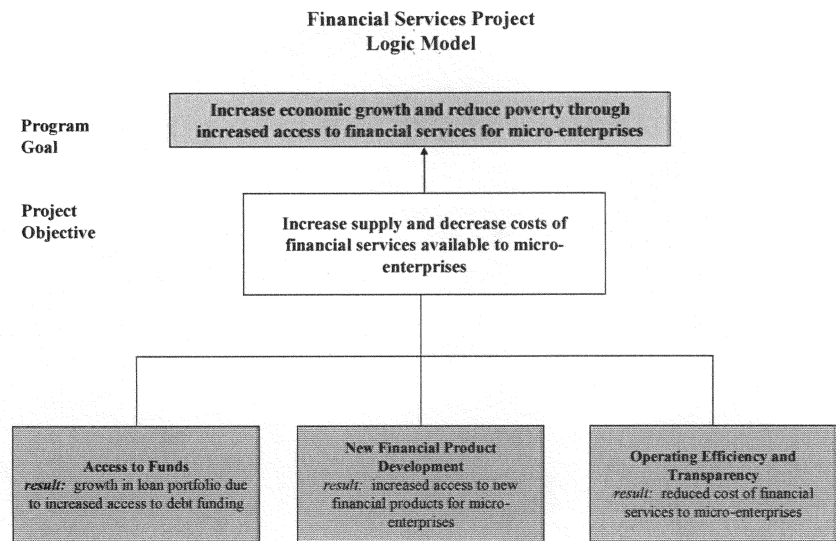 Financial Services Project
Logic Model
Program
Goal
Increase economic growth and reduce poverty through
increased access to financial services for micro-enterprises
Project
Objective
Increase supply and decrease costs of
financial services available to micro-
enterprises
Access to Funds
result: growth in loan portfolio due
to increased access to debt funding
New Financial Product
Development
result: increased access to new
financial products for micro-
enterprises
Operating Efficiency and
Transparency
result: reduced cost of financial
services to micro-enterprises